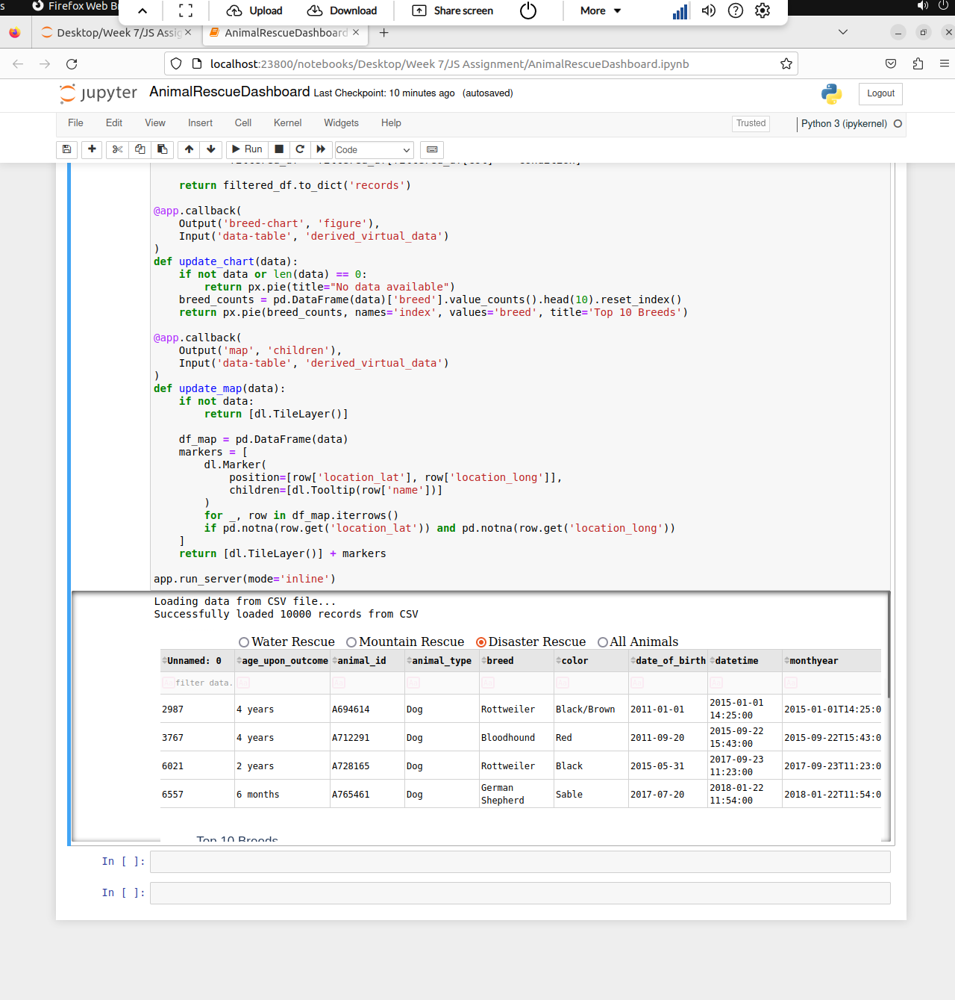 s Firefox Web Br
Upload Download Share screen More
Desktop/Week 7/JS Assig AnimalRescueDashboard
localhost:23800/notebooks/Desktop/Week 7/JS Assignment/AnimalRescueDashboard.ipynb
jupyter AnimalRescueDashboard Last Checkpoint: 10 minutes ago (autosaved) Logout
File Edit View Insert Cell Kernel Widgets Help Trusted Python 3 (ipykernel)
Run Code
return filtered_df.to_dict('records')
@app.callback(
Output('breed-chart', 'figure'),
Input('data-table', 'derived_virtual_data')
)
def update_chart(data):
if not data or len(data) == 0:
return px.pie(title="No data available")
breed_counts = pd.DataFrame(data)['breed'].value_counts().head(10).reset_index()
return px.pie(breed_counts, names='index', values='breed', title='Top 10 Breeds')
@app.callback(
Output('map', 'children'),
Input('data-table', 'derived_virtual_data')
)
def update_map(data):
if not data:
return [dl.TileLayer()]
df_map = pd.DataFrame(data)
markers = [
dl.Marker(
position=[row['location_lat'], row['location_long']],
children=[dl.Tooltip(row['name'])]
)
for _, row in df_map.iterrows()
if pd.notna(row.get('location_lat')) and pd.notna(row.get('location_long'))
]
return [dl.TileLayer()] + markers
app.run_server(mode='inline')
Loading data from CSV file...
Successfully loaded 10000 records from CSV
Water Rescue Mountain Rescue Disaster Rescue All Animals
Unnamed: 0 age_upon_outcome animal_id animal_type breed color date_of_birth datetime monthyear
Aa filter data. Aa Aa Aa Aa Aa Aa Aa Aa
2987 4 years A694614 Dog Rottweiler Black/Brown 2011-01-01 2015-01-01 14:25:00 2015-01-01T14:25:0
3767 4 years A712291 Dog Bloodhound Red 2011-09-20 2015-09-22 15:43:00 2015-09-22T15:43:0
6021 2 years A728165 Dog Rottweiler Black 2015-05-31 2017-09-23 11:23:00 2017-09-23T11:23:0
6557 6 months A765461 Dog German Shepherd Sable 2017-07-20 2018-01-22 11:54:00 2018-01-22T11:54:0
Top 10 Breeds
In [ ]:
In [ ]: